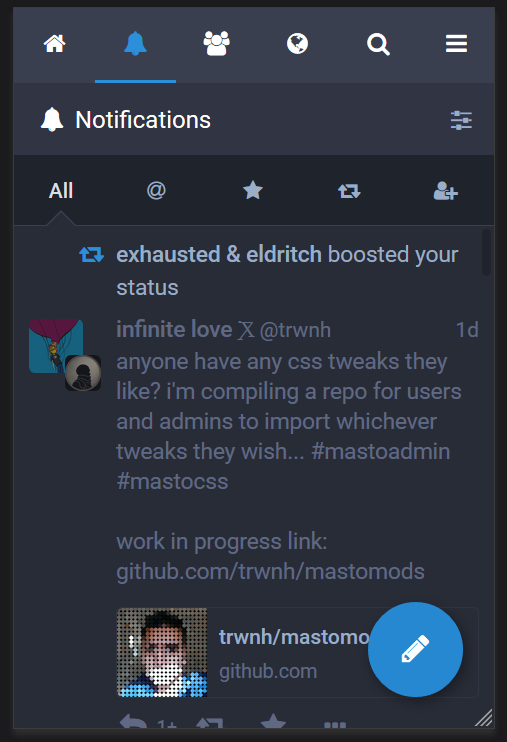 Notifications
All @
exhausted & eldritch boosted your
status
infinite love 𝕏 @trwnh 1d
anyone have any css tweaks they
like? i'm compiling a repo for users
and admins to import whichever
tweaks they wish... #mastoadmin
#mastocss
work in progress link:
github.com/trwnh/mastomods
trwnh/mastomo
github.com
1+